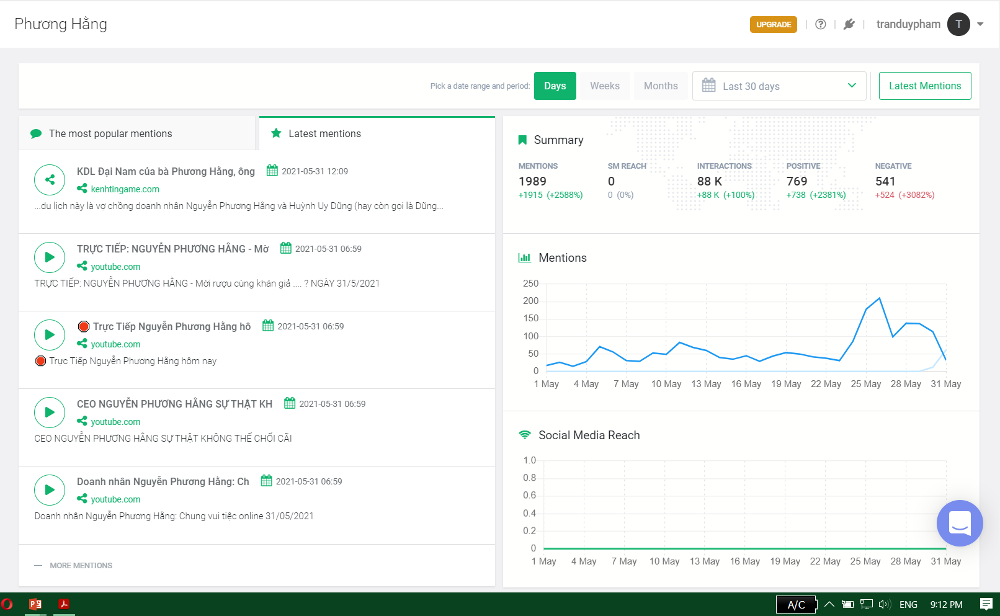 Phương Hằng
UPGRADE
tranduypham
T
Pick a date range and period:
Days
Weeks
Months
Last 30 days
Latest Mentions
The most popular mentions
Latest mentions
KDL Đại Nam của bà Phương Hằng, ông
2021-05-31 12:09
kenhtingame.com
...du lịch này là vợ chồng doanh nhân Nguyễn Phương Hằng và Huỳnh Uy Dũng (hay còn gọi là Dũng...
TRỰC TIẾP: NGUYỄN PHƯƠNG HẰNG - Mờ
2021-05-31 06:59
youtube.com
TRỰC TIẾP: NGUYỄN PHƯƠNG HẰNG - Mời rượu cùng khán giả .... ? NGÀY 31/5/2021
Trực Tiếp Nguyễn Phương Hằng hô
2021-05-31 06:59
youtube.com
Trực Tiếp Nguyễn Phương Hằng hôm nay
CEO NGUYỄN PHƯƠNG HẰNG SỰ THẬT KH
2021-05-31 06:59
youtube.com
CEO NGUYỄN PHƯƠNG HẰNG SỰ THẬT KHÔNG THỂ CHỐI CÃI
Doanh nhân Nguyễn Phương Hằng: Ch
2021-05-31 06:59
youtube.com
Doanh nhân Nguyễn Phương Hằng: Chung vui tiệc online 31/05/2021
MORE MENTIONS
Summary
MENTIONS SM REACH INTERACTIONS POSITIVE NEGATIVE
1989 0 88 K 769 541
+1915 (+2588%) 0 (0%) +88 K (+100%) +738 (+2381%) +524 (+3082%)
Mentions
250
200
150
100
50
0
1 May 4 May 7 May 10 May 13 May 16 May 19 May 22 May 25 May 28 May 31 May
Social Media Reach
1.0
0.8
0.6
0.4
0.2
0
1 May 4 May 7 May 10 May 13 May 16 May 19 May 22 May 25 May 28 May 31 May
A/C
ENG
9:12 PM